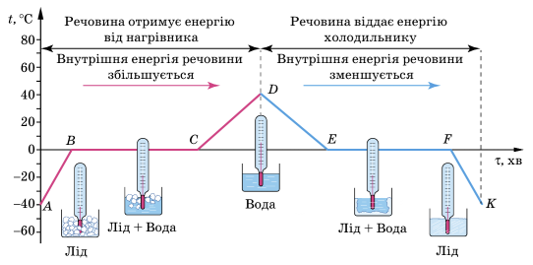 t, °C
Речовина отримує енергію
від нагрівника
Речовина віддає енергію
холодильнику
Внутрішня енергія речовини
збільшується
Внутрішня енергія речовини
зменшується
80
60
40
20
0
−20
−40
−60
A
B
C
D
E
F
K
τ, хв
Лід
Лід + Вода
Вода
Лід + Вода
Лід